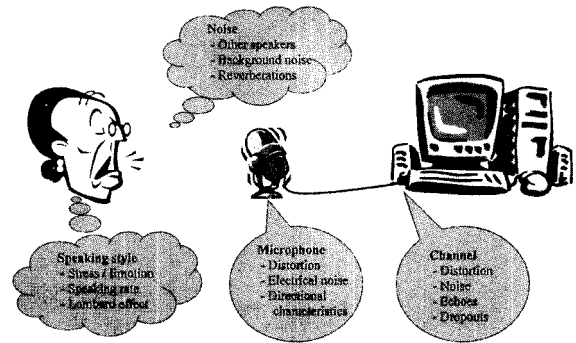 Noise
- Other speakers
- Background noise
- Reverberations
Speaking style
- Stress / Emotion
- Speaking rate
- Lombard effect
Microphone
- Distortion
- Electrical noise
- Directional
characteristics
Channel
- Distortion
- Noise
- Echoes
- Dropouts